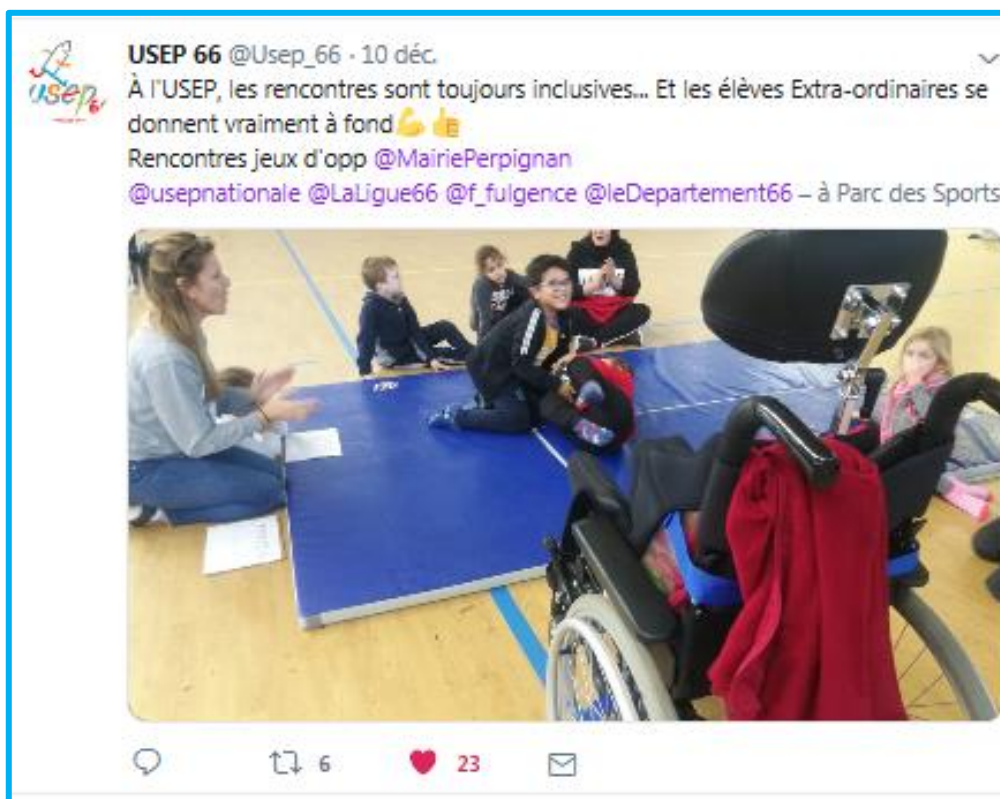 USEP 66 @Usep_66 · 10 déc.
À l'USEP, les rencontres sont toujours inclusives... Et les élèves Extra-ordinaires se
donnent vraiment à fond💪👍
Rencontres jeux d'opp @MairiePerpignan
@usepnationale @LaLigue66 @f_fulgence @leDepartement66 – à Parc des Sports
usep
6 23